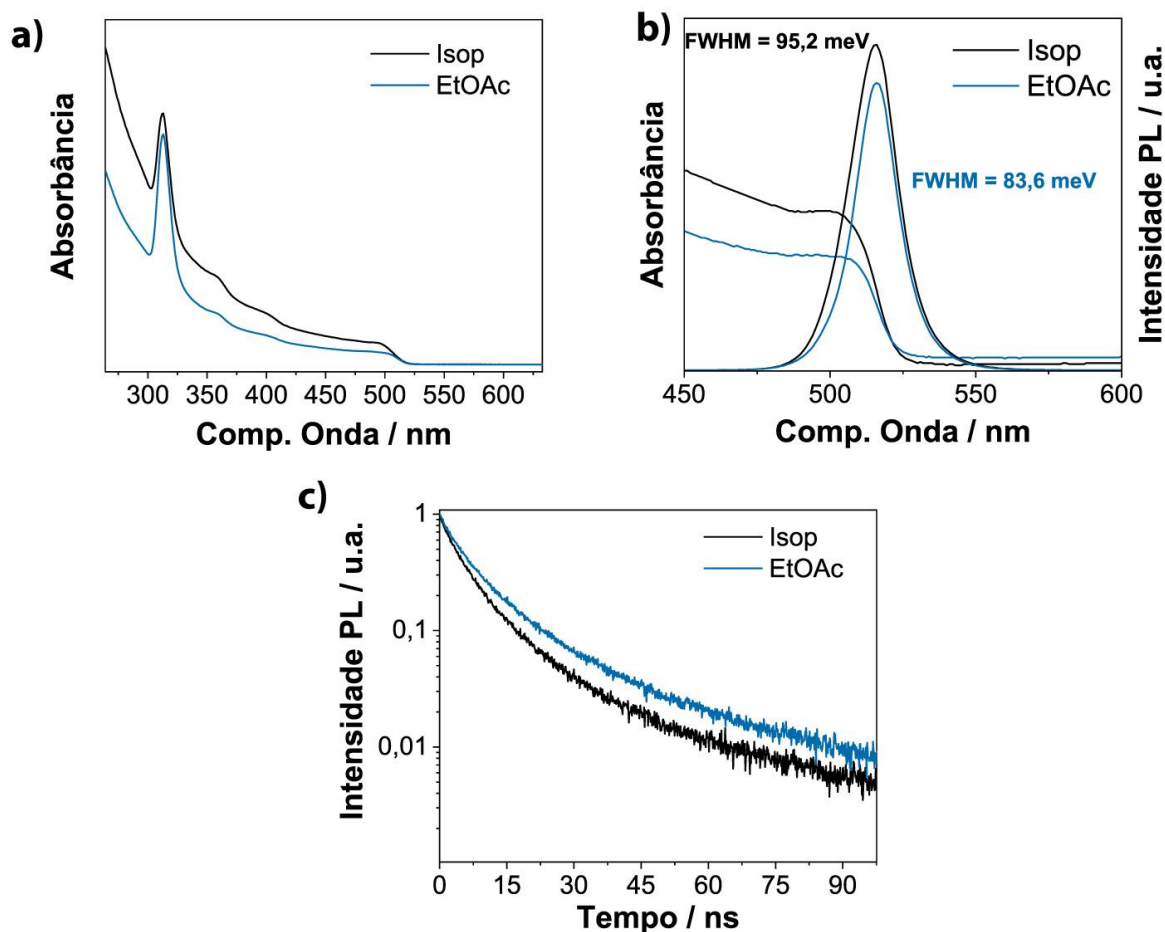 a)
Isop
EtOAc
Absorbância
300 350 400 450 500 550 600
Comp. Onda / nm
b)
FWHM = 95,2 meV
Isop
EtOAc
FWHM = 83,6 meV
Absorbância
Intensidade PL / u.a.
450 500 550 600
Comp. Onda / nm
c)
Isop
EtOAc
Intensidade PL / u.a.
1
0,1
0,01
0 15 30 45 60 75 90
Tempo / ns